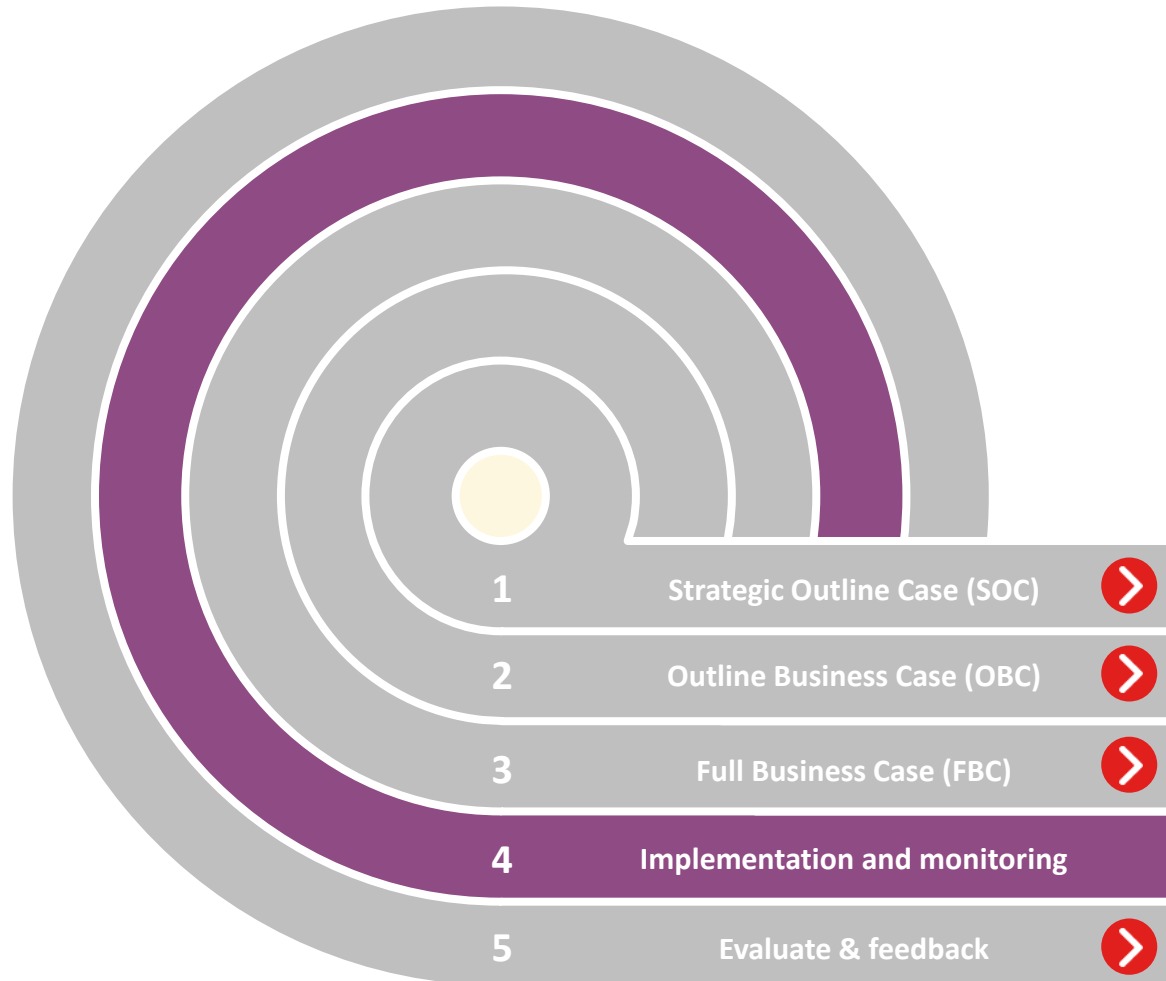 1 Strategic Outline Case (SOC)
2 Outline Business Case (OBC)
3 Full Business Case (FBC)
4 Implementation and monitoring
5 Evaluate & feedback